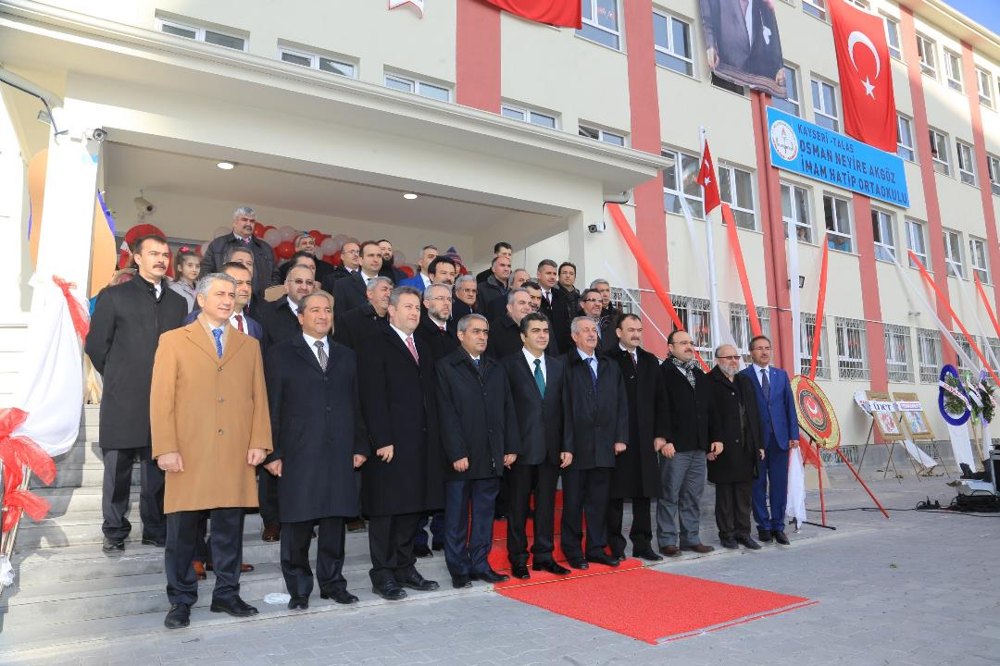 KAYSERİ - TALAS
OSMAN NEYİRE AKGÖZ
İMAM HATİP ORTAOKULU